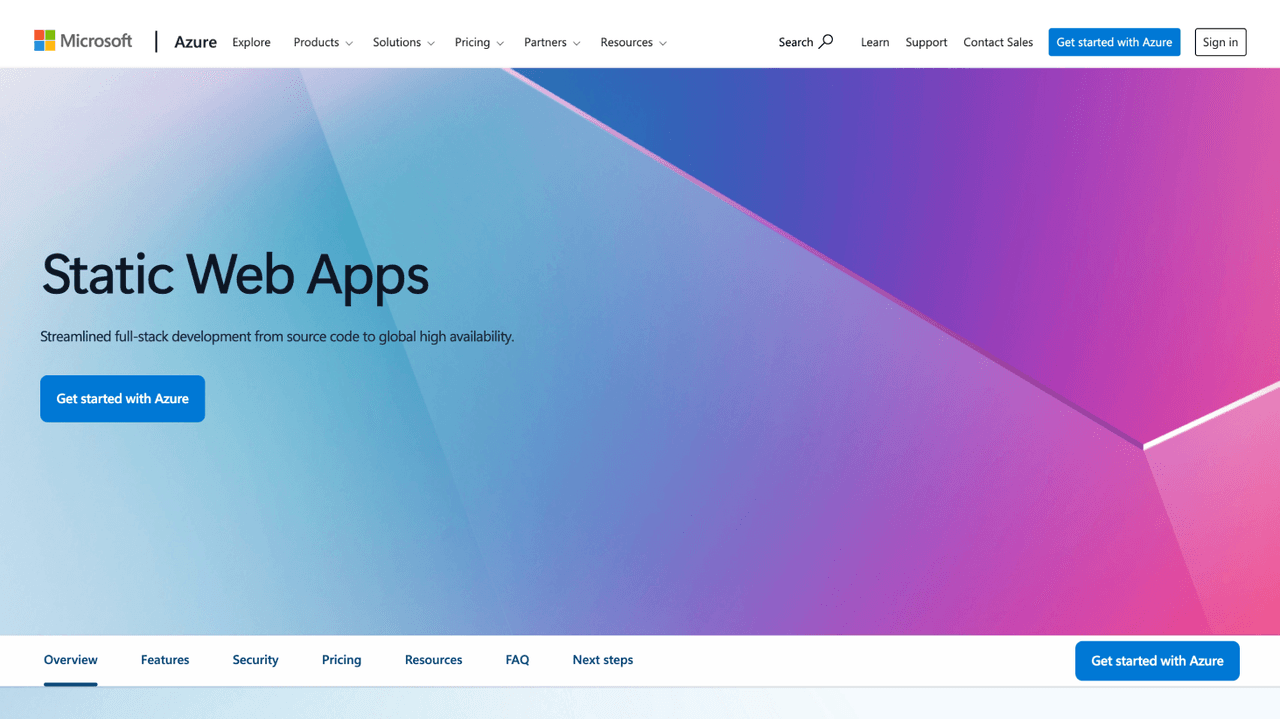 Microsoft
Azure
Explore
Products
Solutions
Pricing
Partners
Resources
Search
Learn
Support
Contact Sales
Get started with Azure
Sign in
Static Web Apps
Streamlined full-stack development from source code to global high availability.
Get started with Azure
Overview
Features
Security
Pricing
Resources
FAQ
Next steps
Get started with Azure